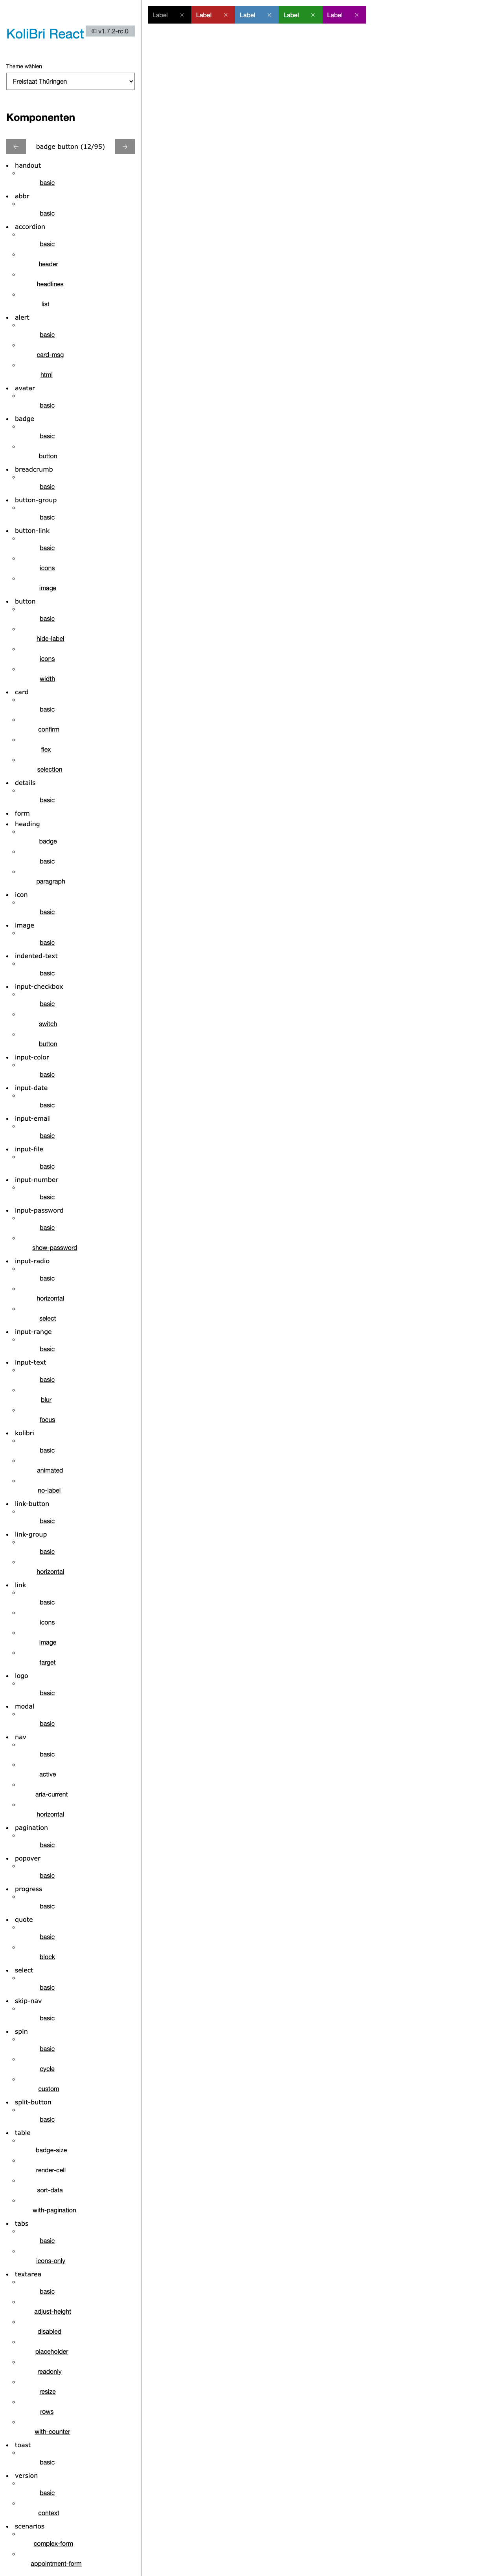 KoliBri React
v1.7.2-rc.0
Theme wählen
Freistaat Thüringen
Komponenten
← badge button (12/95) →
handout
basic
abbr
basic
accordion
basic
header
headlines
list
alert
basic
card-msg
html
avatar
basic
badge
basic
button
breadcrumb
basic
button-group
basic
button-link
basic
icons
image
button
basic
hide-label
icons
width
card
basic
confirm
flex
selection
details
basic
form
heading
badge
basic
paragraph
icon
basic
image
basic
indented-text
basic
input-checkbox
basic
switch
button
input-color
basic
input-date
basic
input-email
basic
input-file
basic
input-number
basic
input-password
basic
show-password
input-radio
basic
horizontal
select
input-range
basic
input-text
basic
blur
focus
kolibri
basic
animated
no-label
link-button
basic
link-group
basic
horizontal
link
basic
icons
image
target
logo
basic
modal
basic
nav
basic
active
aria-current
horizontal
pagination
basic
popover
basic
progress
basic
quote
basic
block
select
basic
skip-nav
basic
spin
basic
cycle
custom
split-button
basic
table
badge-size
render-cell
sort-data
with-pagination
tabs
basic
icons-only
textarea
basic
adjust-height
disabled
placeholder
readonly
resize
rows
with-counter
toast
basic
version
basic
context
scenarios
complex-form
appointment-form
Label × Label × Label × Label × Label ×